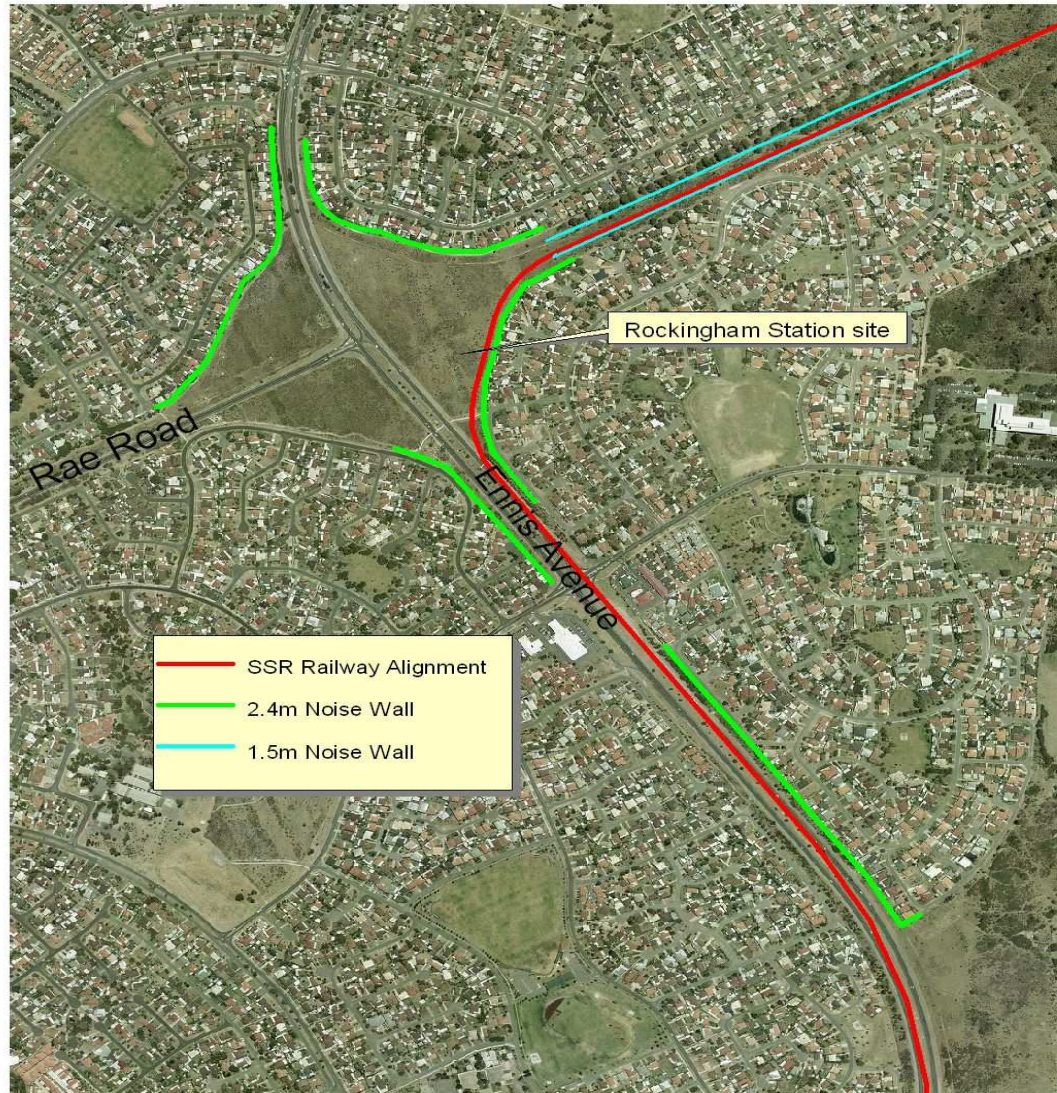 Rockingham Station site
Rae Road
Ennis Avenue
SSR Railway Alignment
2.4m Noise Wall
1.5m Noise Wall